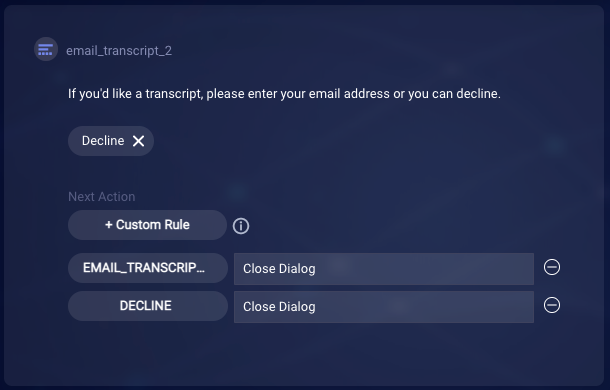 email_transcript_2
If you'd like a transcript, please enter your email address or you can decline.
Decline
Next Action
+ Custom Rule
EMAIL_TRANSCRIP... Close Dialog
DECLINE Close Dialog